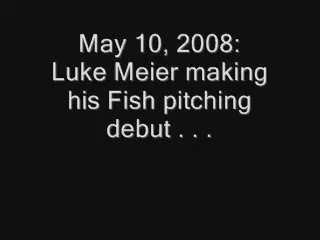 May 10, 2008:
Luke Meier making
his Fish pitching
debut . . .